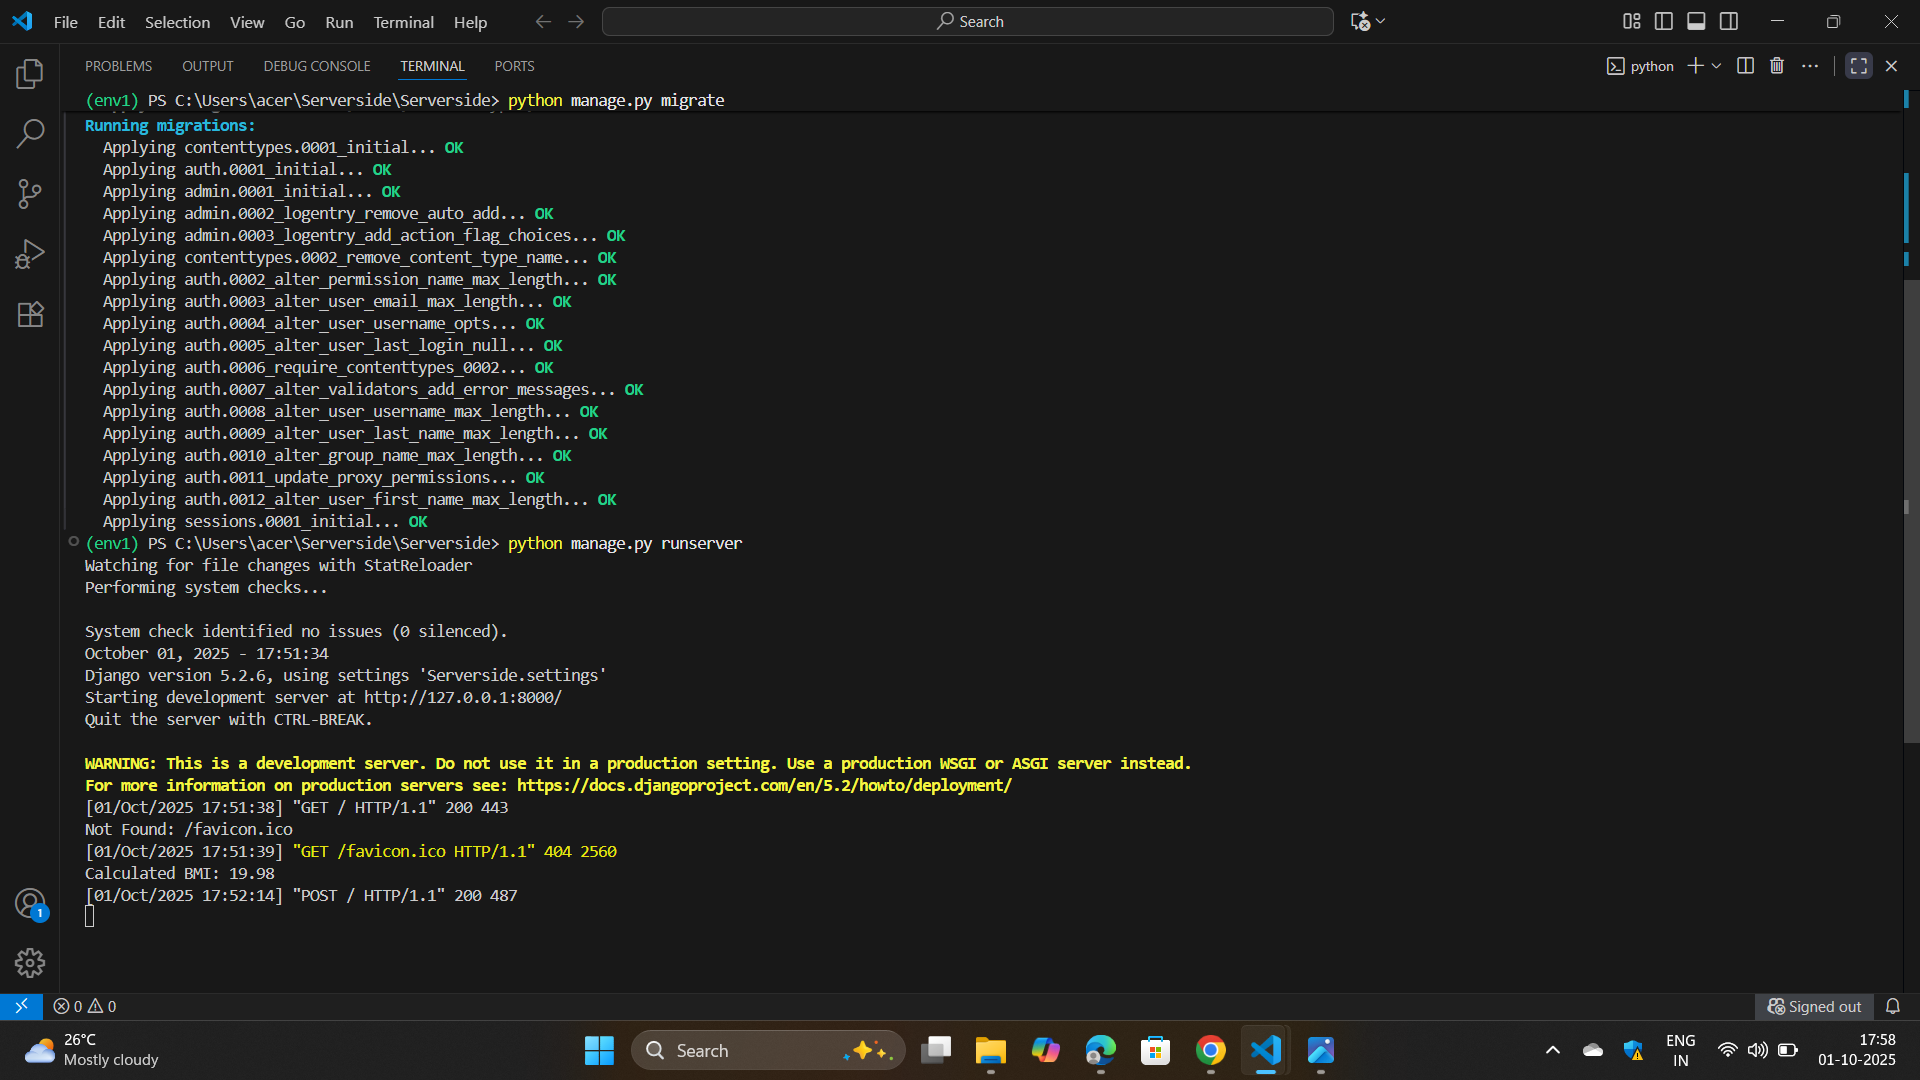 File Edit Selection View Go Run Terminal Help
Search
PROBLEMS OUTPUT DEBUG CONSOLE TERMINAL PORTS
python
(env1) PS C:\Users\acer\Serverside\Serverside> python manage.py migrate
Running migrations:
Applying contenttypes.0001_initial... OK
Applying auth.0001_initial... OK
Applying admin.0001_initial... OK
Applying admin.0002_logentry_remove_auto_add... OK
Applying admin.0003_logentry_add_action_flag_choices... OK
Applying contenttypes.0002_remove_content_type_name... OK
Applying auth.0002_alter_permission_name_max_length... OK
Applying auth.0003_alter_user_email_max_length... OK
Applying auth.0004_alter_user_username_opts... OK
Applying auth.0005_alter_user_last_login_null... OK
Applying auth.0006_require_contenttypes_0002... OK
Applying auth.0007_alter_validators_add_error_messages... OK
Applying auth.0008_alter_user_username_max_length... OK
Applying auth.0009_alter_user_last_name_max_length... OK
Applying auth.0010_alter_group_name_max_length... OK
Applying auth.0011_update_proxy_permissions... OK
Applying auth.0012_alter_user_first_name_max_length... OK
Applying sessions.0001_initial... OK
(env1) PS C:\Users\acer\Serverside\Serverside> python manage.py runserver
Watching for file changes with StatReloader
Performing system checks...
System check identified no issues (0 silenced).
October 01, 2025 - 17:51:34
Django version 5.2.6, using settings 'Serverside.settings'
Starting development server at http://127.0.0.1:8000/
Quit the server with CTRL-BREAK.
WARNING: This is a development server. Do not use it in a production setting. Use a production WSGI or ASGI server instead.
For more information on production servers see: https://docs.djangoproject.com/en/5.2/howto/deployment/
[01/Oct/2025 17:51:38] "GET / HTTP/1.1" 200 443
Not Found: /favicon.ico
[01/Oct/2025 17:51:39] "GET /favicon.ico HTTP/1.1" 404 2560
Calculated BMI: 19.98
[01/Oct/2025 17:52:14] "POST / HTTP/1.1" 200 487
1
0 0
Signed out
26°C
Mostly cloudy
Search
ENG
IN
17:58
01-10-2025